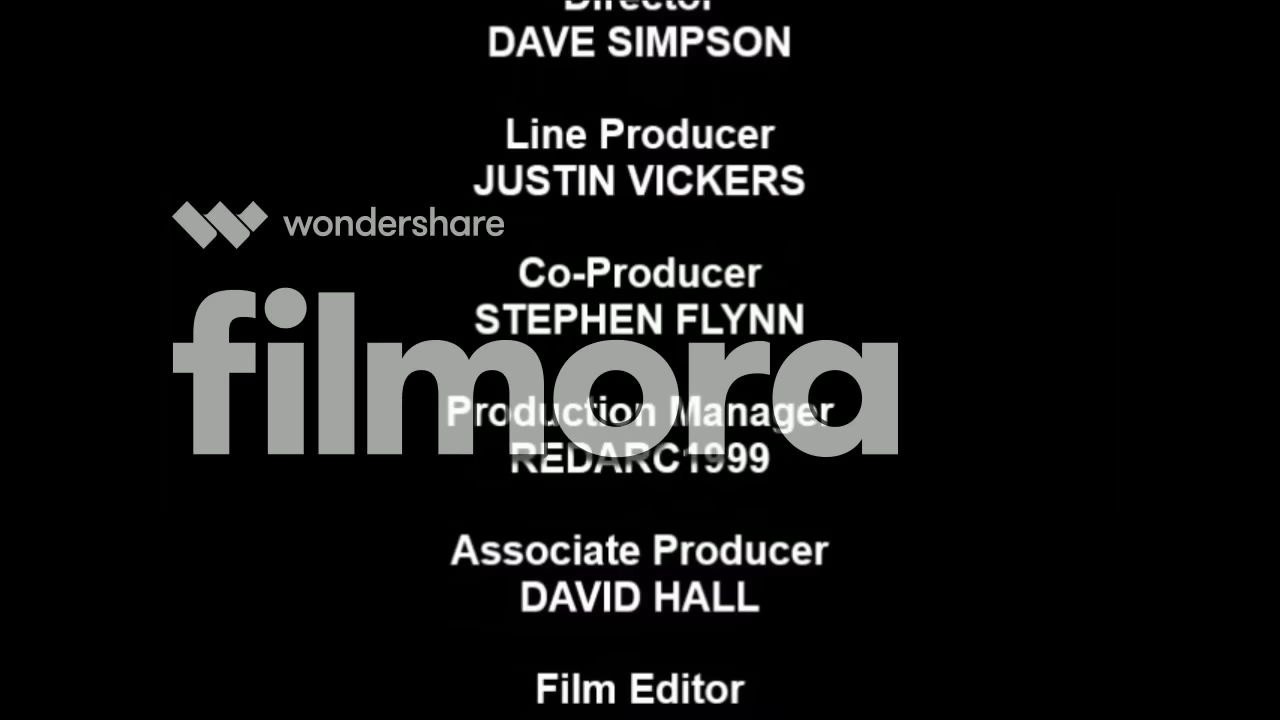 Director
DAVE SIMPSON
Line Producer
JUSTIN VICKERS
wondershare
Co-Producer
STEPHEN FLYNN
filmora
Production Manager
REDARC1999
Associate Producer
DAVID HALL
Film Editor